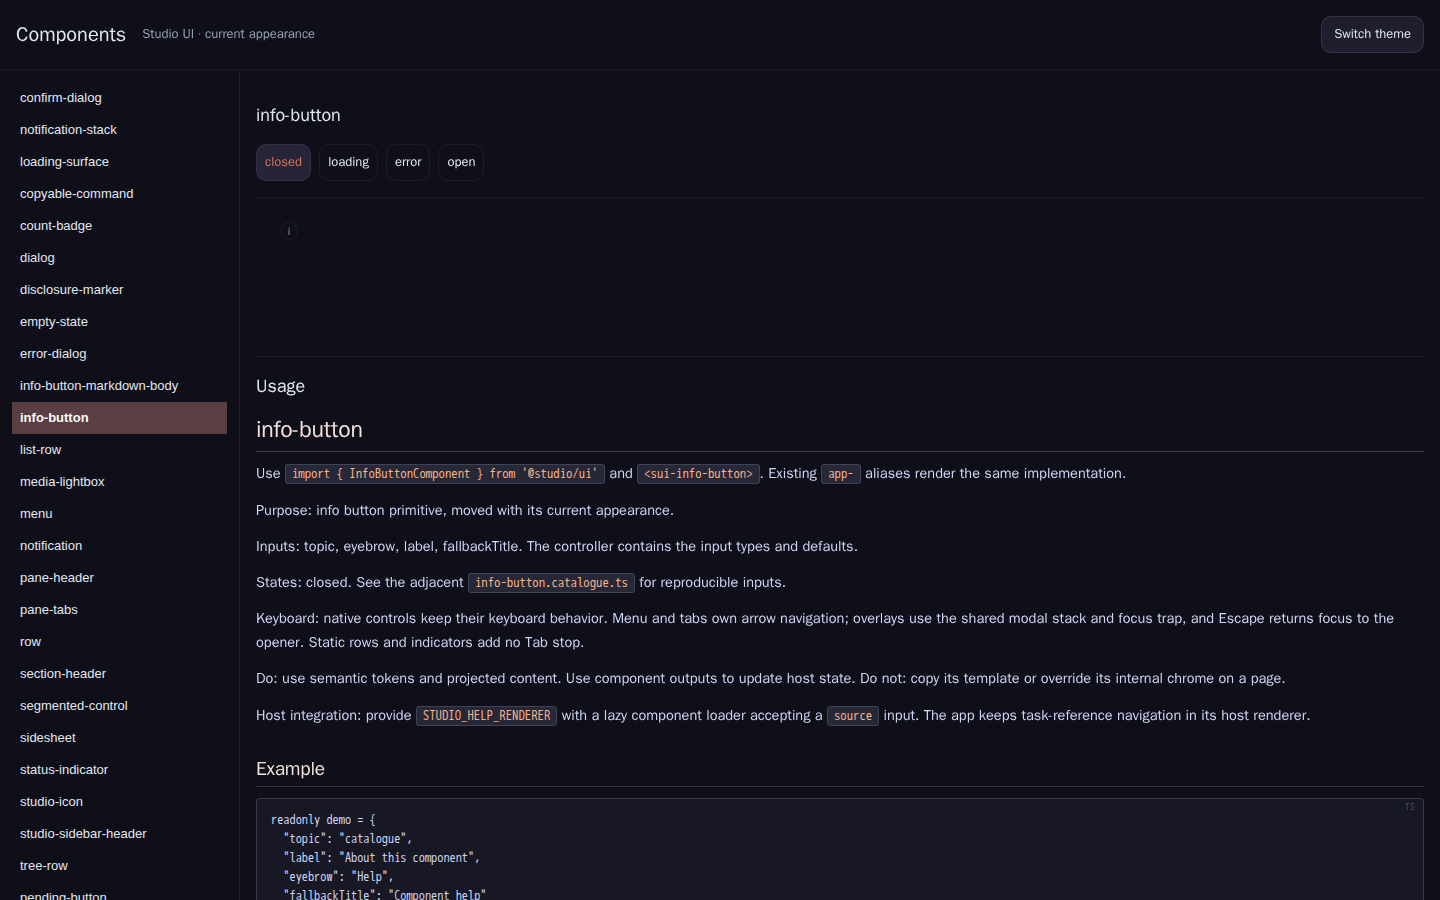 Components
Studio UI · current appearance
Switch theme
confirm-dialog
notification-stack
loading-surface
copyable-command
count-badge
dialog
disclosure-marker
empty-state
error-dialog
info-button-markdown-body
info-button
list-row
media-lightbox
menu
notification
pane-header
pane-tabs
row
section-header
segmented-control
sidesheet
status-indicator
studio-icon
studio-sidebar-header
tree-row
pending-button
info-button
closed
loading
error
open
i
Usage
info-button
Use import { InfoButtonComponent } from '@studio/ui' and <sui-info-button>. Existing app- aliases render the same implementation.
Purpose: info button primitive, moved with its current appearance.
Inputs: topic, eyebrow, label, fallbackTitle. The controller contains the input types and defaults.
States: closed. See the adjacent info-button.catalogue.ts for reproducible inputs.
Keyboard: native controls keep their keyboard behavior. Menu and tabs own arrow navigation; overlays use the shared modal stack and focus trap, and Escape returns focus to the
opener. Static rows and indicators add no Tab stop.
Do: use semantic tokens and projected content. Use component outputs to update host state. Do not: copy its template or override its internal chrome on a page.
Host integration: provide STUDIO_HELP_RENDERER with a lazy component loader accepting a source input. The app keeps task-reference navigation in its host renderer.
Example
TS
readonly demo = {
"topic": "catalogue",
"label": "About this component",
"eyebrow": "Help",
"fallbackTitle": "Component help"